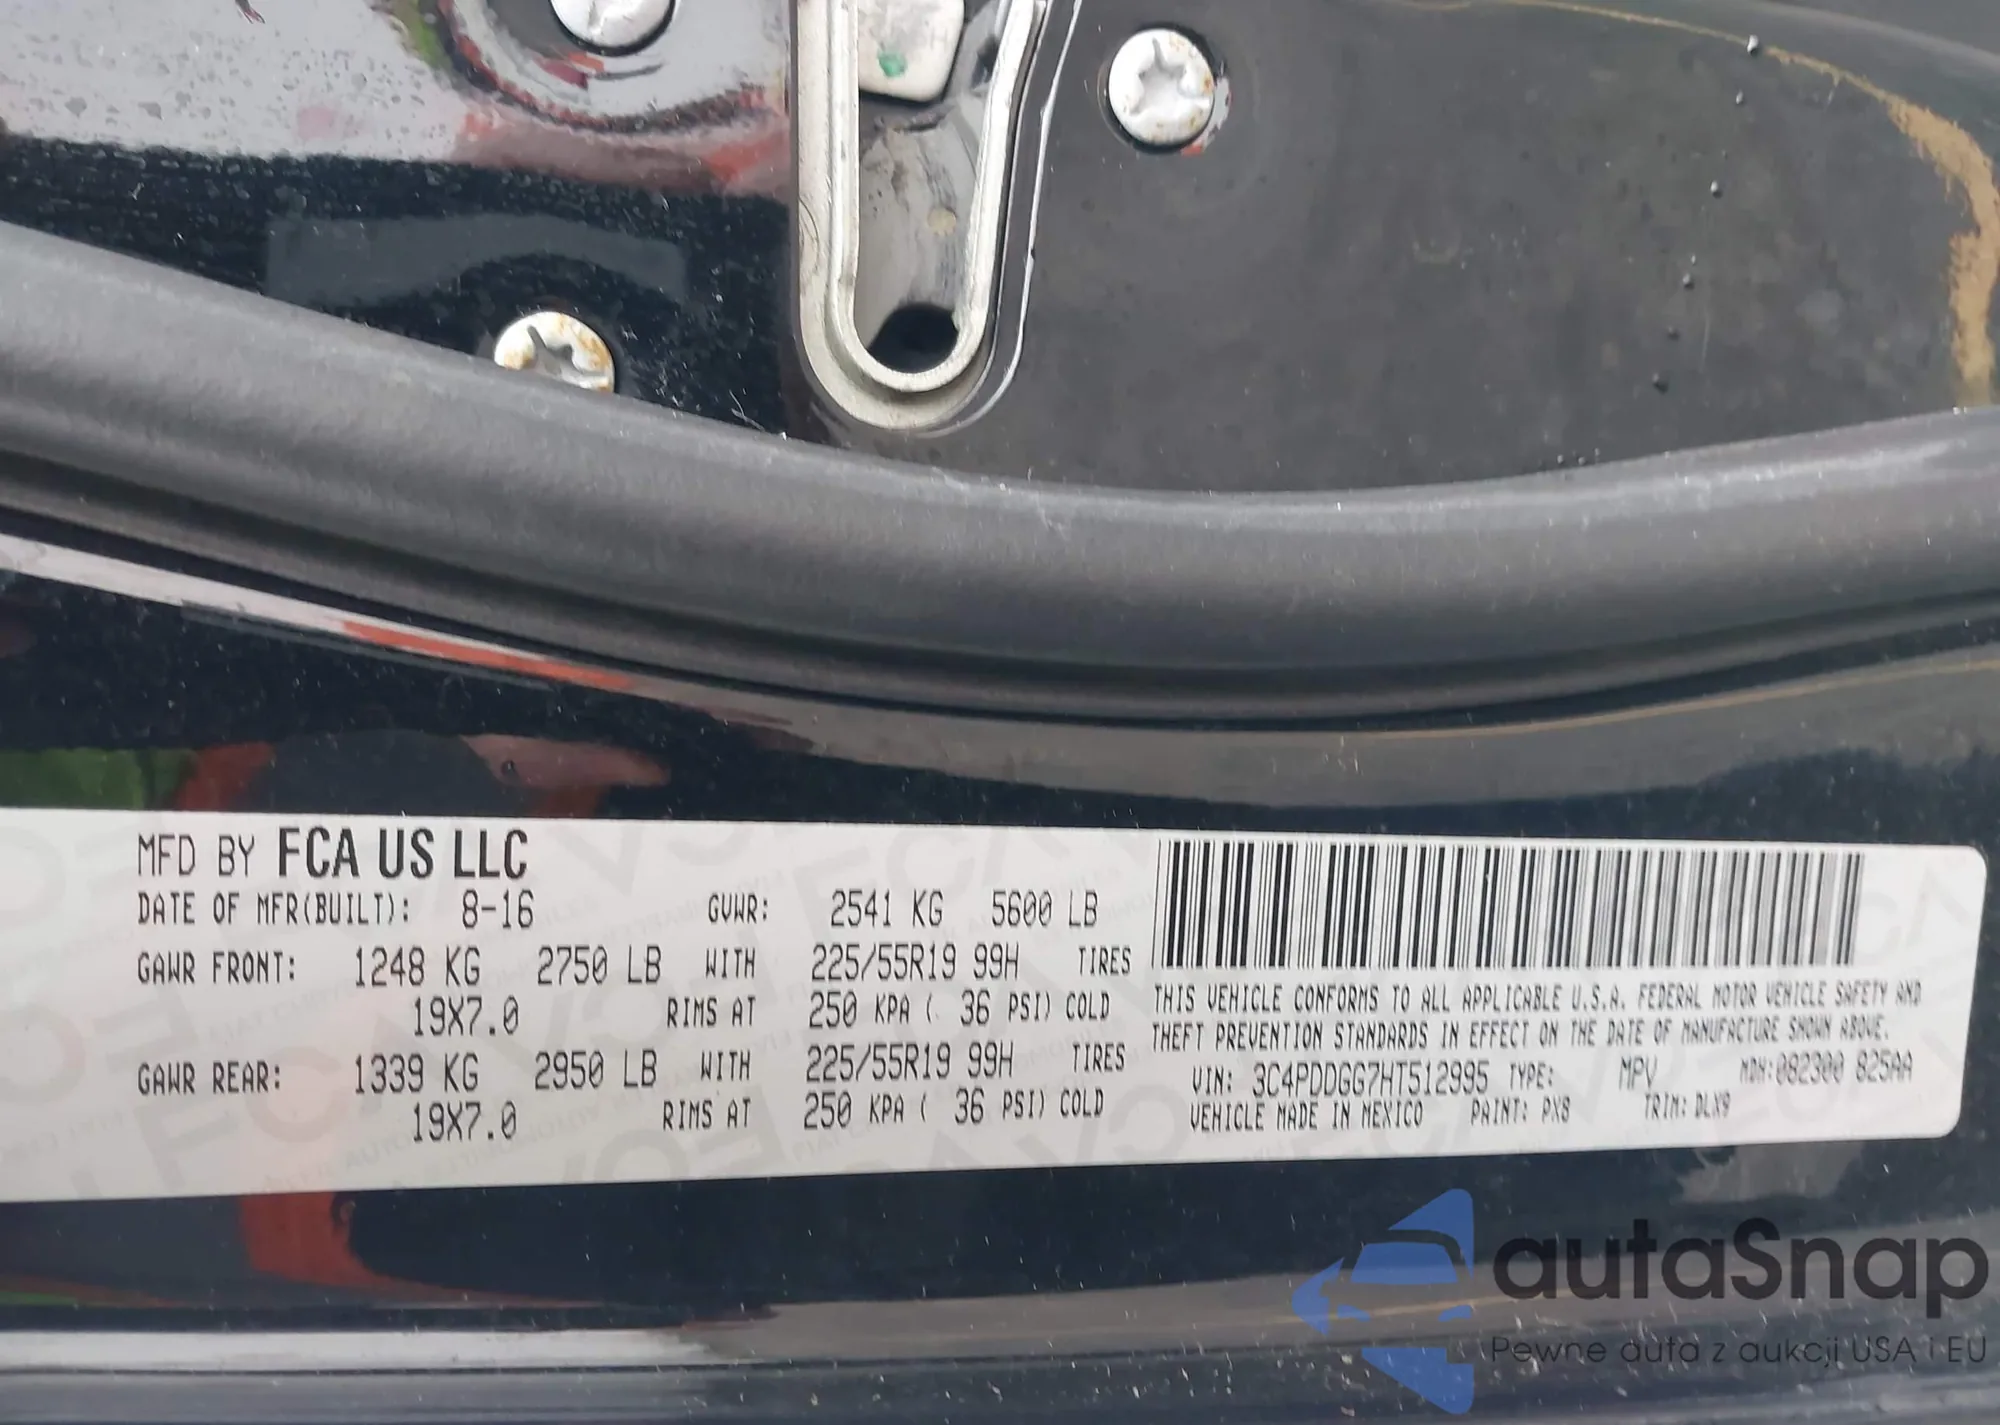 MFD BY FCA US LLC
DATE OF MFR(BUILT): 8-16 GVWR: 2541 KG 5600 LB
GAWR FRONT: 1248 KG 2750 LB WITH 225/55R19 99H TIRES
19X7.0 RIMS AT 250 KPA ( 36 PSI) COLD
GAWR REAR: 1339 KG 2950 LB WITH 225/55R19 99H TIRES
19X7.0 RIMS AT 250 KPA ( 36 PSI) COLD
THIS VEHICLE CONFORMS TO ALL APPLICABLE U.S.A. FEDERAL MOTOR VEHICLE SAFETY AND
THEFT PREVENTION STANDARDS IN EFFECT ON THE DATE OF MANUFACTURE SHOWN ABOVE.
VIN: 3C4PDDGG7HT512995 TYPE: MPV MDH:082300 825AA
VEHICLE MADE IN MEXICO PAINT: PX8 TRIM: DLX9
autaSnap
Pewne auta z aukcji USA i EU